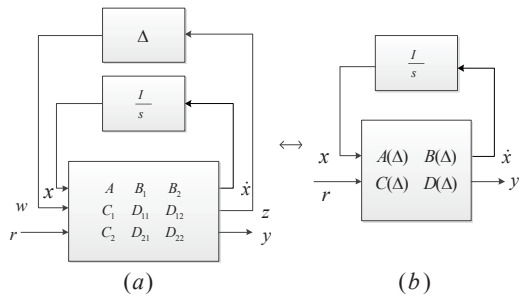 Δ
I
s
x
ẋ
A B₁ B₂
w
C₁ D₁₁ D₁₂
z
r
C₂ D₂₁ D₂₂
y
(a)
↔
I
s
x
ẋ
A(Δ) B(Δ)
C(Δ) D(Δ)
r
y
(b)